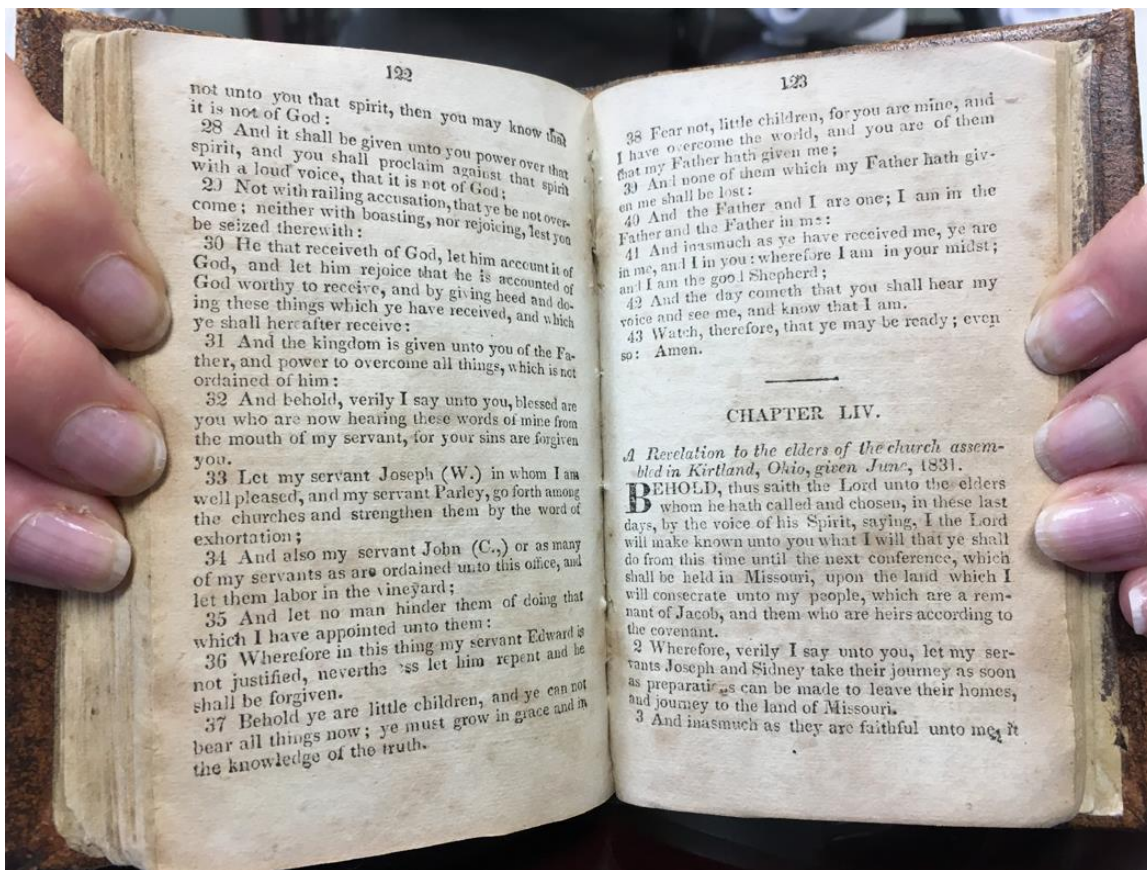 122
not unto you that spirit, then you may know that
it is not of God:
28 And it shall be given unto you power over that
spirit, and you shall proclaim against that spirit
with a loud voice, that it is not of God;
29 Not with railing accusation, that ye be not over-
come; neither with boasting, nor rejoicing, lest you
be seized therewith:
30 He that receiveth of God, let him account it of
God, and let him rejoice that he is accounted of
God worthy to receive, and by giving heed and do-
ing these things which ye have received, and which
ye shall hereafter receive:
31 And the kingdom is given unto you of the Fa-
ther, and power to overcome all things, which is not
ordained of him:
32 And behold, verily I say unto you, blessed are
you who are now hearing these words of mine from
the mouth of my servant, for your sins are forgiven
you.
33 Let my servant Joseph (W.) in whom I am
well pleased, and my servant Parley, go forth among
the churches and strengthen them by the word of
exhortation;
34 And also my servant John (C.,) or as many
of my servants as are ordained unto this office, and
let them labor in the vineyard;
35 And let no man hinder them of doing that
which I have appointed unto them:
36 Wherefore in this thing my servant Edward is
not justified, nevertheless let him repent and he
shall be forgiven.
37 Behold ye are little children, and ye can not
bear all things now; ye must grow in grace and in
the knowledge of the truth.
123
38 Fear not, little children, for you are mine, and
I have overcome the world, and you are of them
that my Father hath given me;
39 And none of them which my Father hath giv-
en me shall be lost:
40 And the Father and I are one; I am in the
Father and the Father in me:
41 And inasmuch as ye have received me, ye are
in me, and I in you: wherefore I am in your midst;
and I am the good Shepherd;
42 And the day cometh that you shall hear my
voice and see me, and know that I am.
43 Watch, therefore, that ye may be ready; even
so: Amen.
CHAPTER LIV.
A Revelation to the elders of the church assem-
bled in Kirtland, Ohio, given June, 1831.
BEHOLD, thus saith the Lord unto the elders
whom he hath called and chosen, in these last
days, by the voice of his Spirit, saying, I the Lord
will make known unto you what I will that ye shall
do from this time until the next conference, which
shall be held in Missouri, upon the land which I
will consecrate unto my people, which are a rem-
nant of Jacob, and them who are heirs according to
the covenant.
2 Wherefore, verily I say unto you, let my ser-
vants Joseph and Sidney take their journey as soon
as preparations can be made to leave their homes,
and journey to the land of Missouri.
3 And inasmuch as they are faithful unto me, it